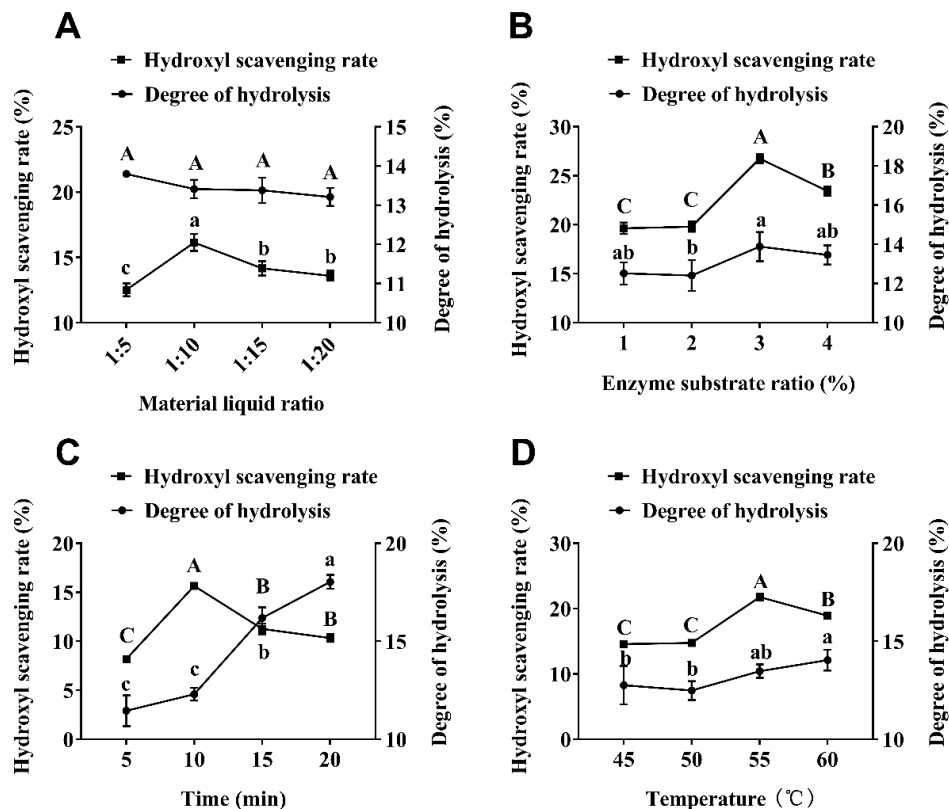 A
Hydroxyl scavenging rate
Degree of hydrolysis
Hydroxyl scavenging rate (%)
Degree of hydrolysis (%)
25
20
15
10
15
14
13
12
11
10
A A A A
c a b b
1:5 1:10 1:15 1:20
Material liquid ratio
B
Hydroxyl scavenging rate
Degree of hydrolysis
Hydroxyl scavenging rate (%)
Degree of hydrolysis (%)
30
25
20
15
10
20
18
16
14
12
10
C C A B
ab b a ab
1 2 3 4
Enzyme substrate ratio (%)
C
Hydroxyl scavenging rate
Degree of hydrolysis
Hydroxyl scavenging rate (%)
Degree of hydrolysis (%)
20
15
10
5
0
20
15
10
C A B B
c c b a
5 10 15 20
Time (min)
D
Hydroxyl scavenging rate
Degree of hydrolysis
Hydroxyl scavenging rate (%)
Degree of hydrolysis (%)
30
20
10
0
20
15
10
C C A B
b b ab a
45 50 55 60
Temperature (℃)